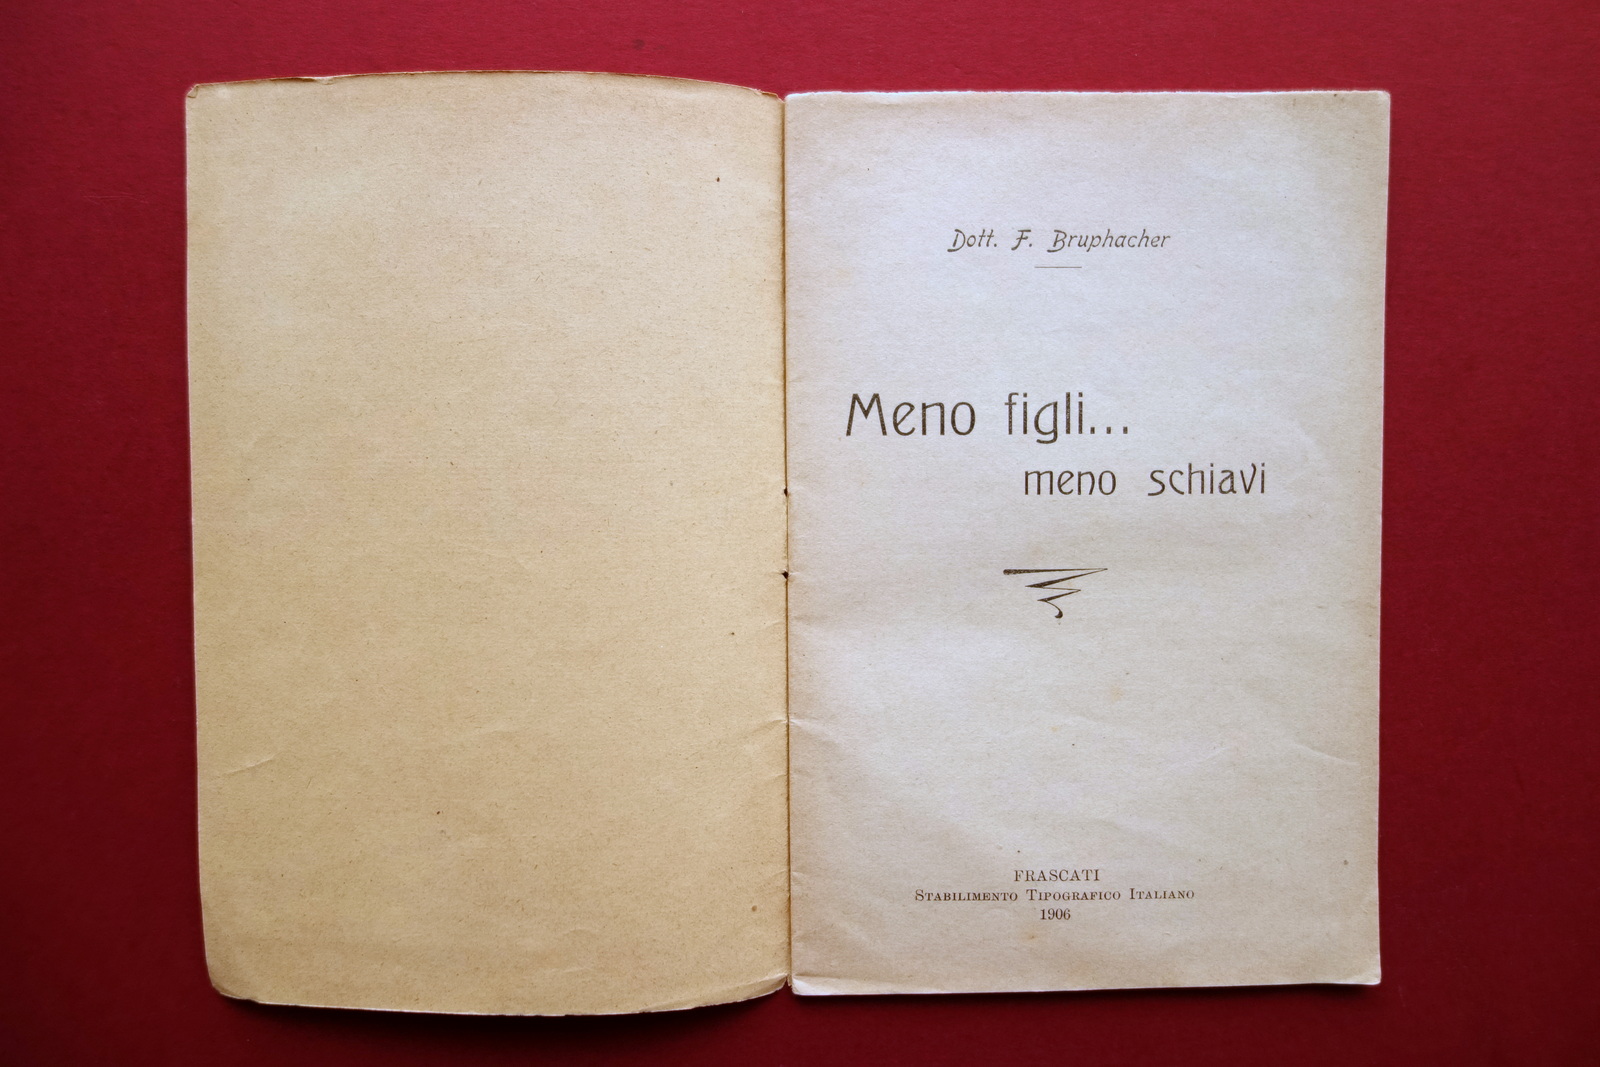 Dott. F. Bruphacher
Meno figli...
meno schiavi
FRASCATI
Stabilimento Tipografico Italiano
1906